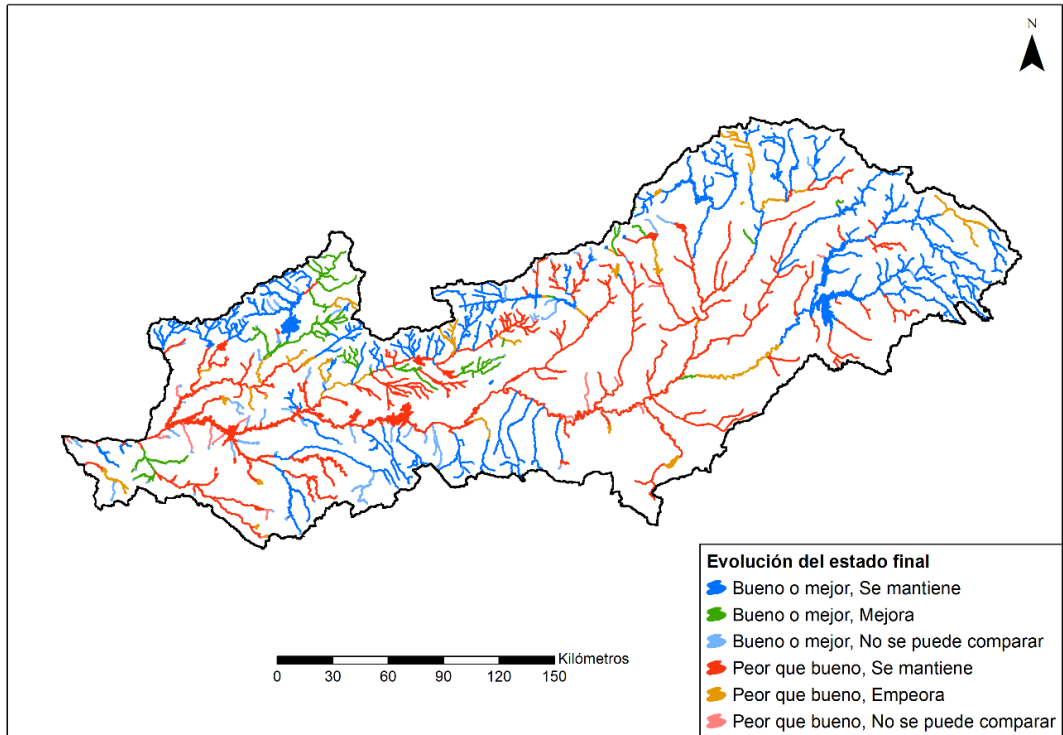 N
Kilómetros
0 30 60 90 120 150
Evolución del estado final
Bueno o mejor, Se mantiene
Bueno o mejor, Mejora
Bueno o mejor, No se puede comparar
Peor que bueno, Se mantiene
Peor que bueno, Empeora
Peor que bueno, No se puede comparar